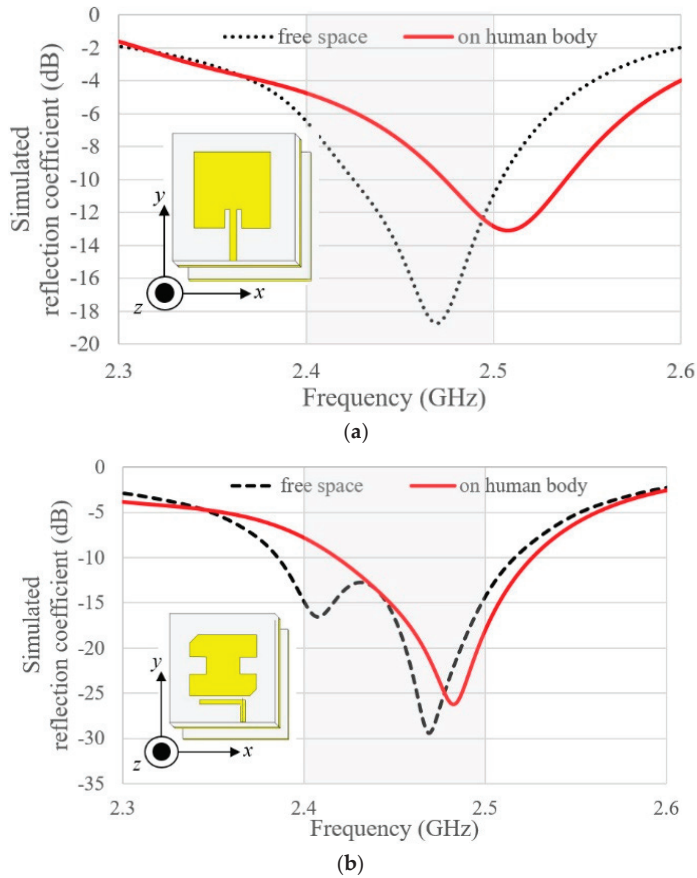 0
-2
-4
-6
-8
-10
-12
-14
-16
-18
-20
Simulated
reflection coefficient (dB)
free space
on human body
y
x
z
2.3
2.4
2.5
2.6
Frequency (GHz)
(a)
0
-5
-10
-15
-20
-25
-30
-35
Simulated
reflection coefficient (dB)
free space
on human body
y
x
z
2.3
2.4
2.5
2.6
Frequency (GHz)
(b)